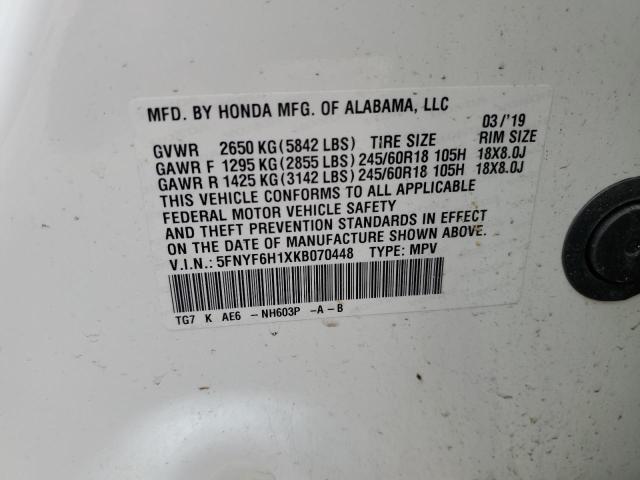 MFD. BY HONDA MFG. OF ALABAMA, LLC
03/'19
GVWR 2650 KG(5842 LBS) TIRE SIZE RIM SIZE
GAWR F 1295 KG(2855 LBS) 245/60R18 105H 18X8.0J
GAWR R 1425 KG(3142 LBS) 245/60R18 105H 18X8.0J
THIS VEHICLE CONFORMS TO ALL APPLICABLE
FEDERAL MOTOR VEHICLE SAFETY
AND THEFT PREVENTION STANDARDS IN EFFECT
ON THE DATE OF MANUFACTURE SHOWN ABOVE.
V.I.N.: 5FNYF6H1XKB070448 TYPE: MPV
TG7 K AE6 -NH603P -A-B